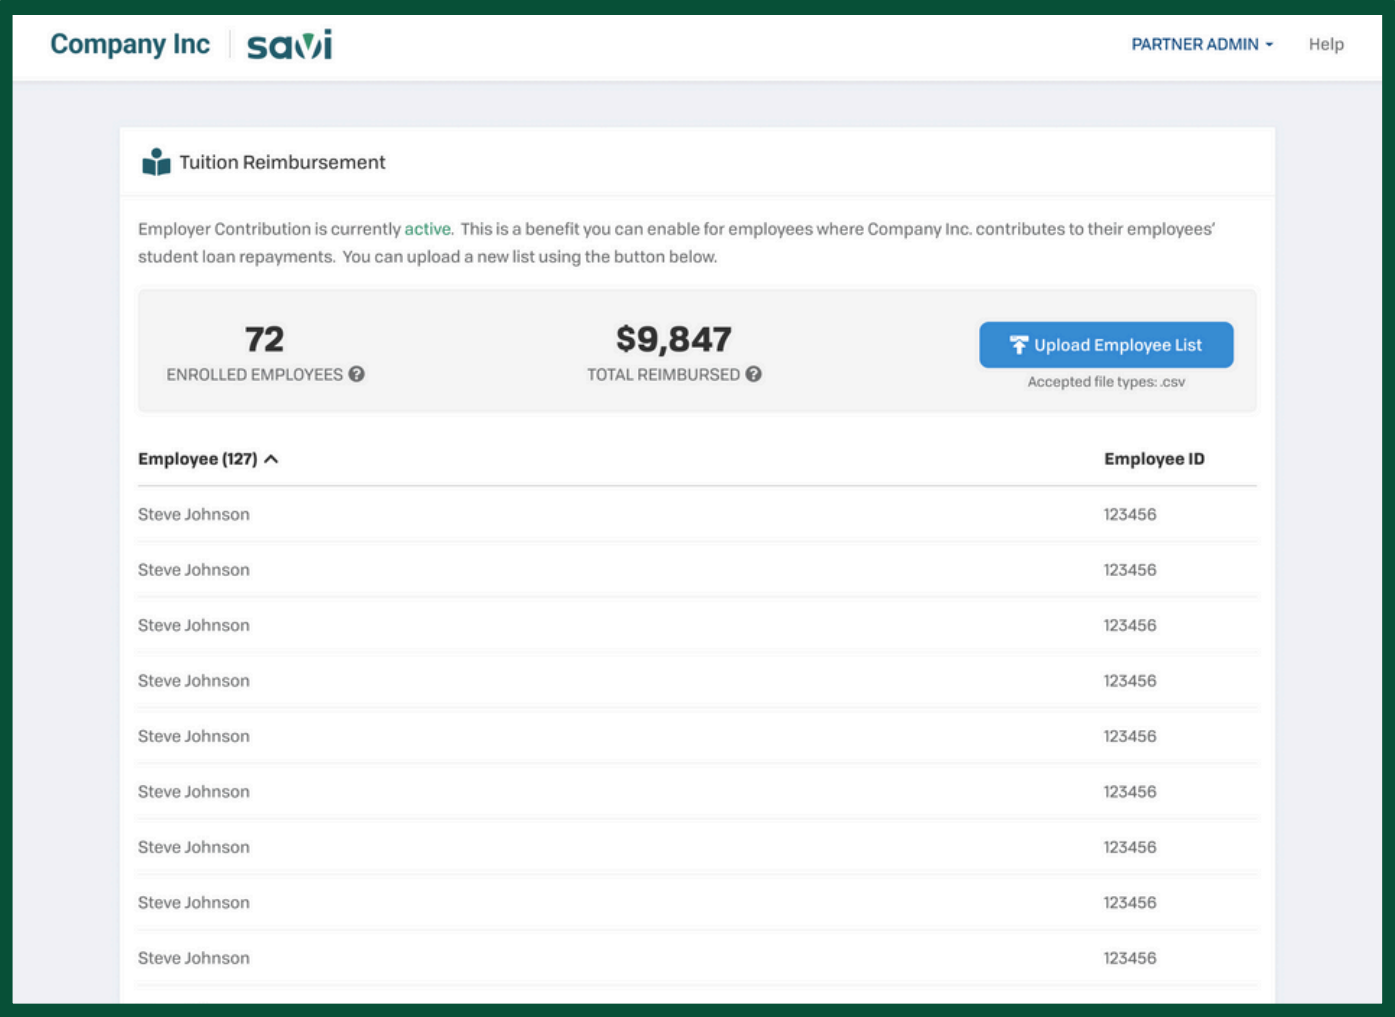 Company Inc
savi
PARTNER ADMIN
Help
Tuition Reimbursement
Employer Contribution is currently active. This is a benefit you can enable for employees where Company Inc. contributes to their employees'
student loan repayments. You can upload a new list using the button below.
72
ENROLLED EMPLOYEES
$9,847
TOTAL REIMBURSED
Upload Employee List
Accepted file types: .csv
Employee (127)
Employee ID
Steve Johnson 123456
Steve Johnson 123456
Steve Johnson 123456
Steve Johnson 123456
Steve Johnson 123456
Steve Johnson 123456
Steve Johnson 123456
Steve Johnson 123456
Steve Johnson 123456